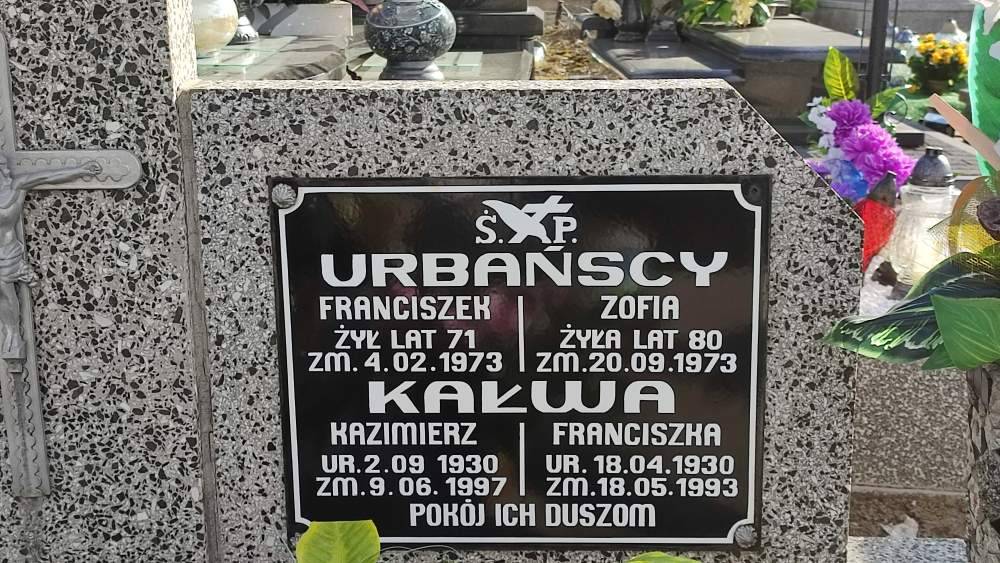 Ś. P.
URBAŃSCY
FRANCISZEK ZOFIA
ŻYŁ LAT 71 ŻYŁA LAT 80
ZM. 4.02.1973 ZM.20.09.1973
KAŁWA
KAZIMIERZ FRANCISZKA
UR.2.09 1930 UR. 18.04.1930
ZM.9.06.1997 ZM.18.05.1993
POKÓJ ICH DUSZOM